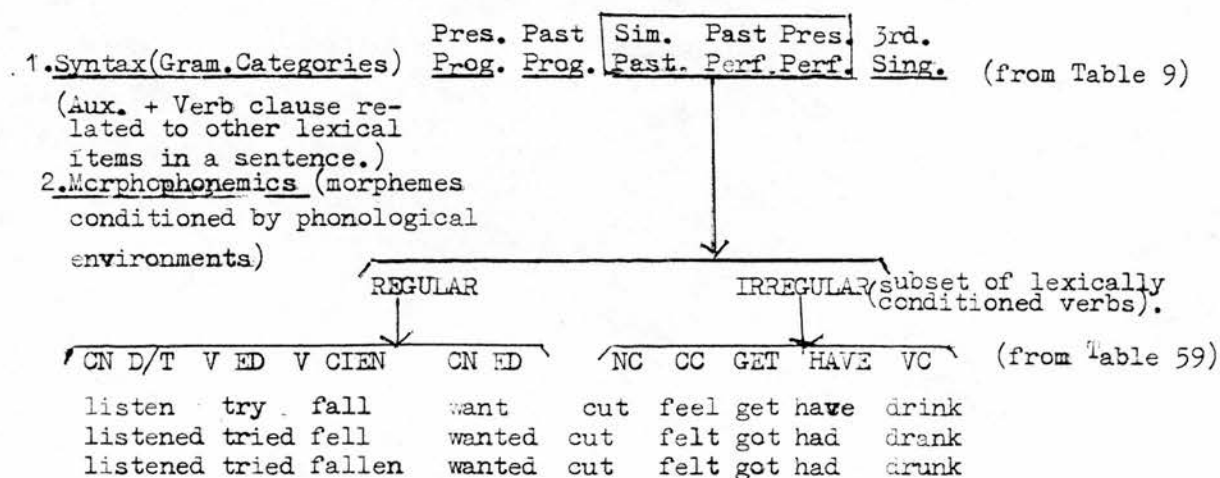 Pres. Past Sim. Past Pres. 3rd.
1.Syntax(Gram.Categories) Prog. Prog. Past. Perf. Perf. Sing. (from Table 9)
(Aux. + Verb clause re-
lated to other lexical
items in a sentence.)
2.Morphophonemics (morphemes
conditioned by phonological
environments)
REGULAR IRREGULAR (subset of lexically
conditioned verbs).
CN D/T V ED V CIEN CN ED NC CC GET HAVE VC (from Table 59)
listen try fall want cut feel get have drink
listened tried fell wanted cut felt got had drank
listened tried fallen wanted cut felt got had drunk